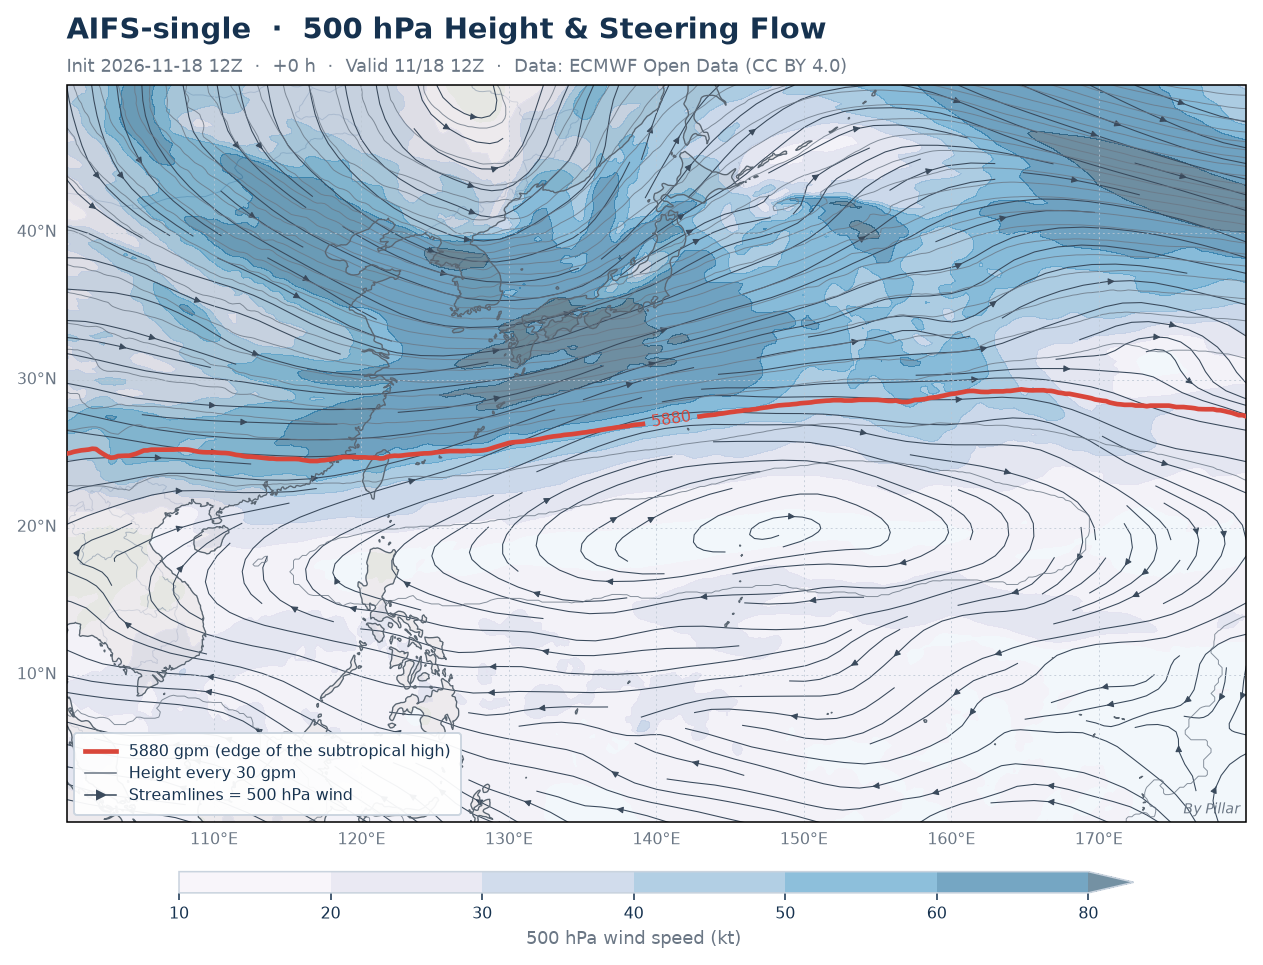 AIFS-single · 500 hPa Height & Steering Flow
Init 2026-11-18 12Z · +0 h · Valid 11/18 12Z · Data: ECMWF Open Data (CC BY 4.0)
40°N
30°N
5880
20°N
10°N
5880 gpm (edge of the subtropical high)
Height every 30 gpm
Streamlines = 500 hPa wind
By Pillar
110°E 120°E 130°E 140°E 150°E 160°E 170°E
10 20 30 40 50 60 80
500 hPa wind speed (kt)